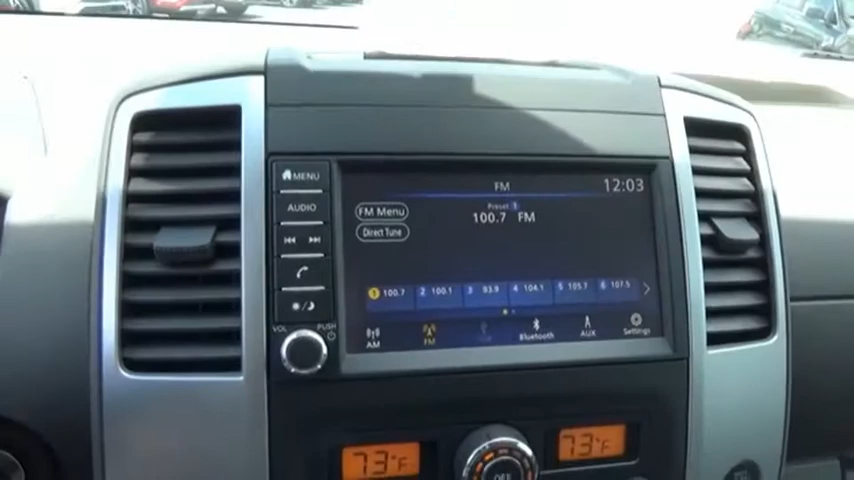 MENU
AUDIO
VOL
PUSH
FM
12:03
FM Menu
Direct Tune
Preset 1
100.7 FM
1 100.7
2 100.1
3 93.9
4 104.1
5 105.7
6 107.5
AM
FM
Bluetooth
AUX
Settings
73°F
OFF
73°F